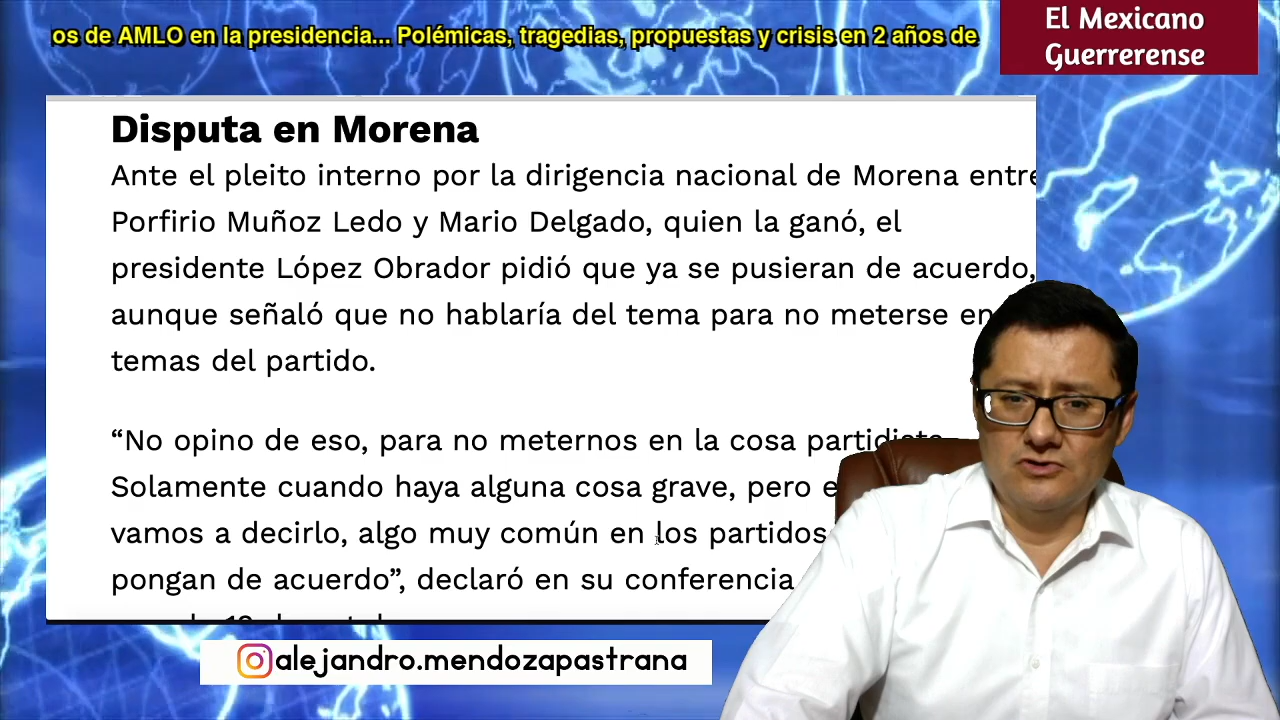 os de AMLO en la presidencia... Polémicas, tragedias, propuestas y crisis en 2 años de
El Mexicano
Guerrerense
Disputa en Morena
Ante el pleito interno por la dirigencia nacional de Morena entre
Porfirio Muñoz Ledo y Mario Delgado, quien la ganó, el
presidente López Obrador pidió que ya se pusieran de acuerdo,
aunque señaló que no hablaría del tema para no meterse en
temas del partido.
“No opino de eso, para no meternos en la cosa partidista
Solamente cuando haya alguna cosa grave, pero e
vamos a decirlo, algo muy común en los partidos
pongan de acuerdo”, declaró en su conferencia
alejandro.mendozapastrana